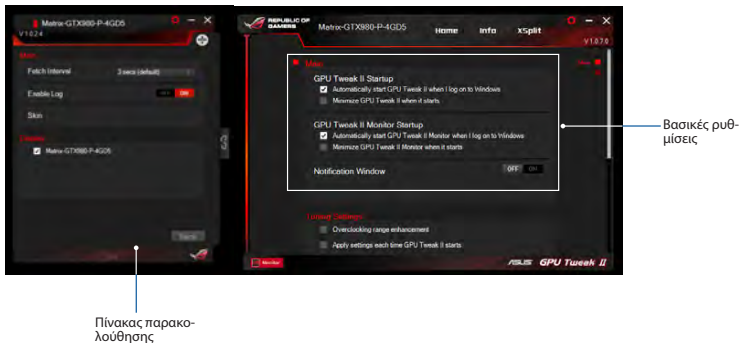 Matrix-GTX980-P-4GD5
V1.0.2.4
Main
Fetch Interval
3 secs (default)
Enable Log
OFF ON
Skin
Matrix-GTX980-P-4GD5
REPUBLIC OF
GAMERS
Matrix-GTX980-P-4GD5
Home
Info
XSplit
V1.0.7.0
Main
GPU Tweak II Startup
Automatically start GPU Tweak II when I log on to Windows
Minimize GPU Tweak II when it starts
GPU Tweak II Monitor Startup
Automatically start GPU Tweak II Monitor when I log on to Windows
Minimize GPU Tweak II Monitor when it starts
Notification Window
OFF ON
Overclocking range enhancement
Apply settings each time GPU Tweak II starts
Monitor
ASUS GPU Tweak II
Βασικές ρυθ-
μίσεις
Πίνακας παρακο-
λούθησης